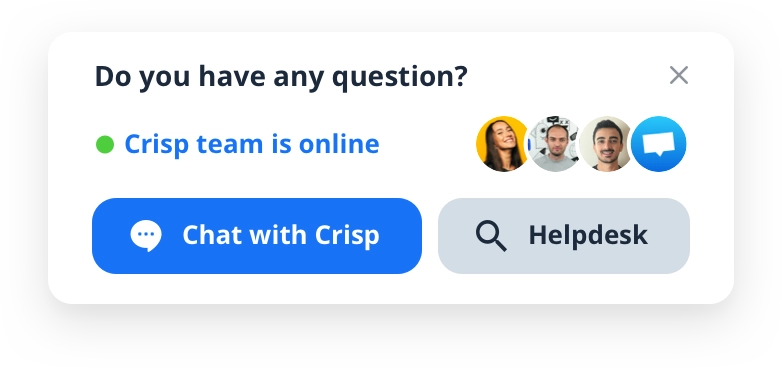 Do you have any question?
Crisp team is online
Chat with Crisp
Helpdesk